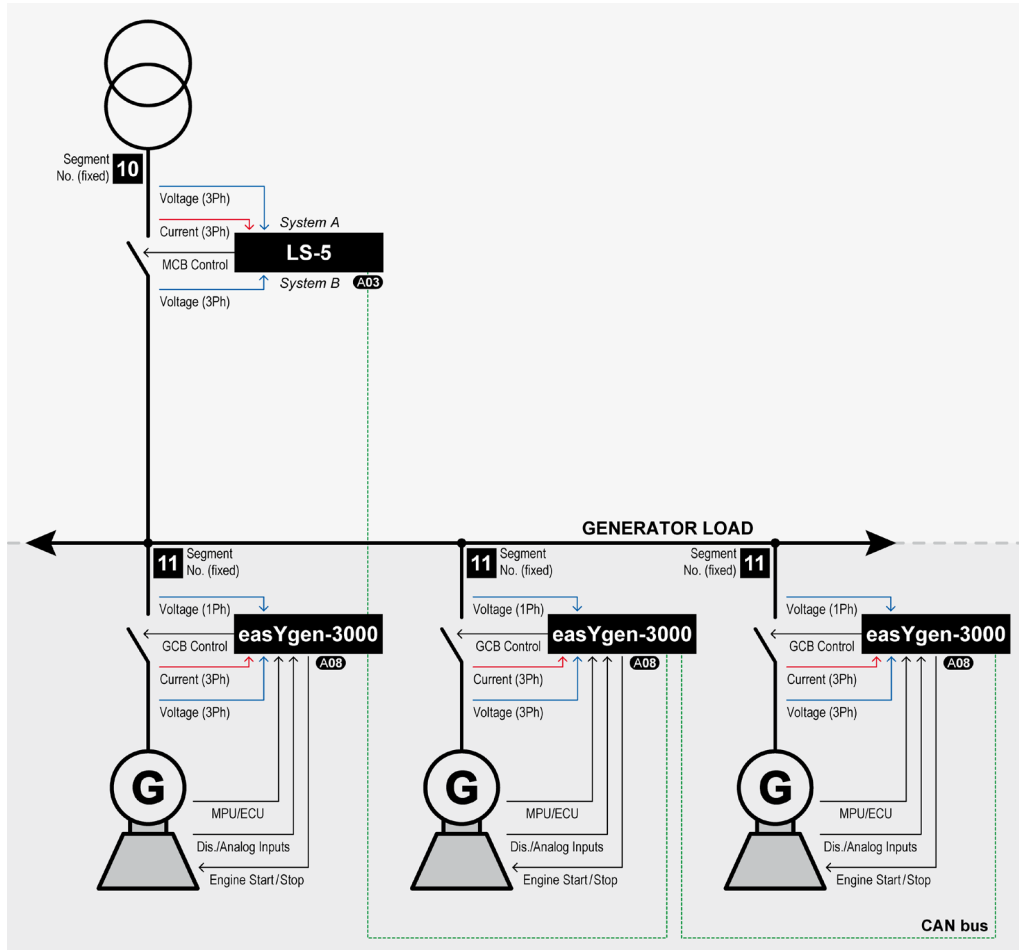 Segment
No. (fixed)
10
Voltage (3Ph)
System A
Current (3Ph)
LS-5
MCB Control
System B
A03
Voltage (3Ph)
GENERATOR LOAD
11
Segment
No. (fixed)
11
Segment
No. (fixed)
Segment
No. (fixed)
11
Voltage (1Ph)
easYgen-3000
GCB Control
A08
Current (3Ph)
Voltage (3Ph)
G
MPU/ECU
Dis./Analog Inputs
Engine Start/Stop
Voltage (1Ph)
easYgen-3000
GCB Control
A08
Current (3Ph)
Voltage (3Ph)
G
MPU/ECU
Dis./Analog Inputs
Engine Start/Stop
Voltage (1Ph)
easYgen-3000
GCB Control
A08
Current (3Ph)
Voltage (3Ph)
G
MPU/ECU
Dis./Analog Inputs
Engine Start/Stop
CAN bus